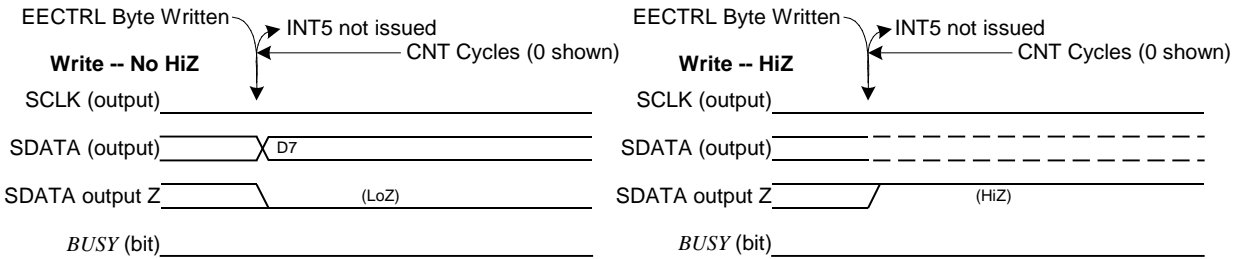 EECTRL Byte Written
INT5 not issued
CNT Cycles (0 shown)
Write -- No HiZ
SCLK (output)
SDATA (output)
D7
SDATA output Z
(LoZ)
BUSY (bit)
EECTRL Byte Written
INT5 not issued
CNT Cycles (0 shown)
Write -- HiZ
SCLK (output)
SDATA (output)
SDATA output Z
(HiZ)
BUSY (bit)